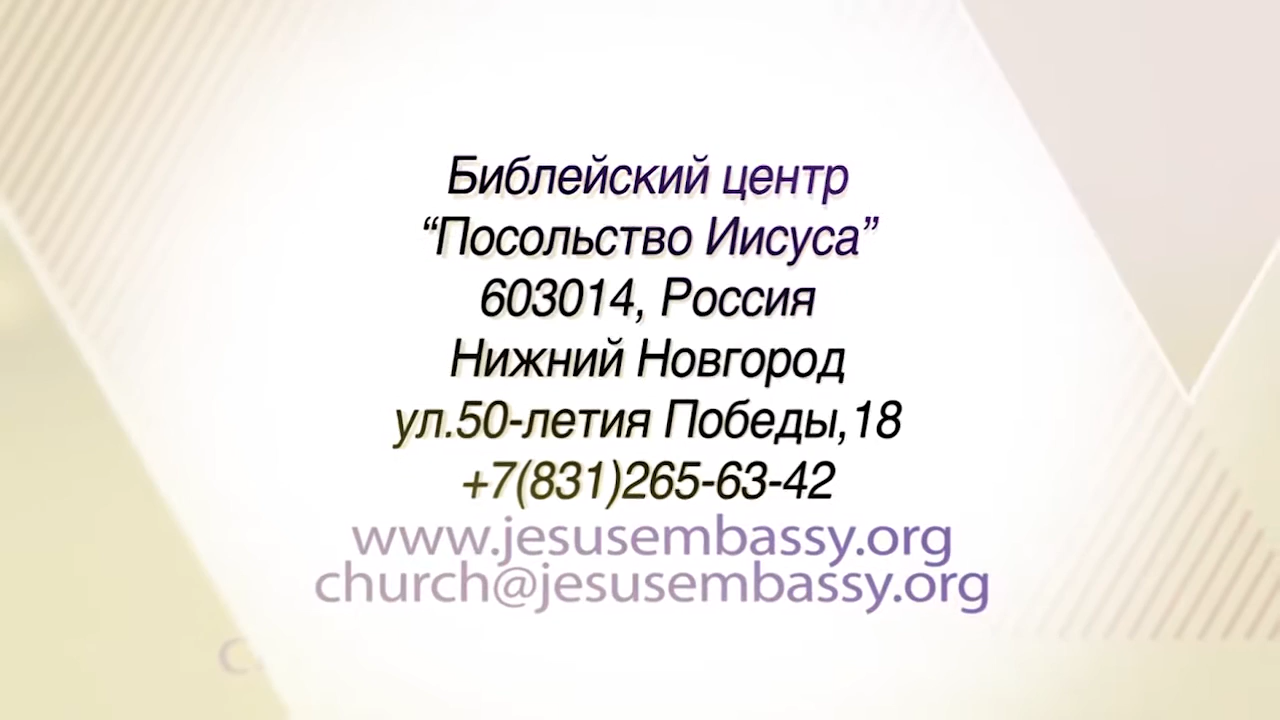 Библейский центр
“Посольство Иисуса”
603014, Россия
Нижний Новгород
ул.50-летия Победы,18
+7(831)265-63-42
www.jesusembassy.org
church@jesusembassy.org